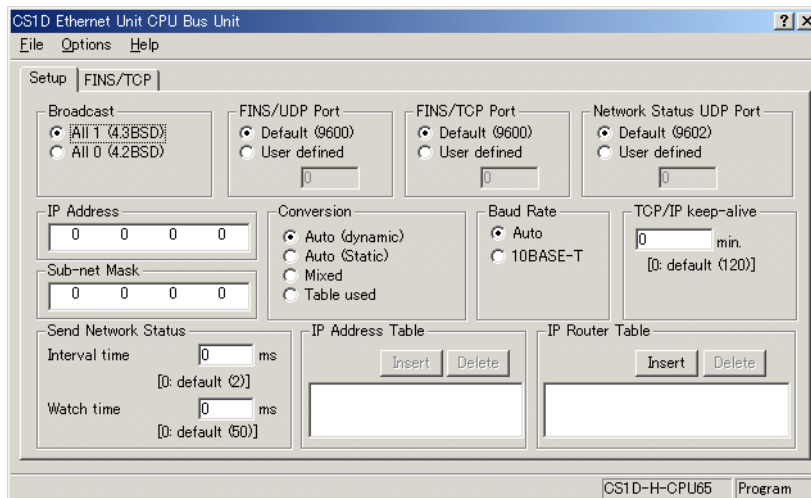 CS1D Ethernet Unit CPU Bus Unit
File Options Help
Setup FINS/TCP
Broadcast
All 1 (4.3BSD)
All 0 (4.2BSD)
FINS/UDP Port
Default (9600)
User defined
0
FINS/TCP Port
Default (9600)
User defined
0
Network Status UDP Port
Default (9602)
User defined
0
IP Address
0 0 0 0
Sub-net Mask
0 0 0 0
Conversion
Auto (dynamic)
Auto (Static)
Mixed
Table used
Baud Rate
Auto
10BASE-T
TCP/IP keep-alive
0 min.
[0: default (120)]
Send Network Status
Interval time 0 ms
[0: default (2)]
Watch time 0 ms
[0: default (50)]
IP Address Table
Insert Delete
IP Router Table
Insert Delete
CS1D-H-CPU65 Program